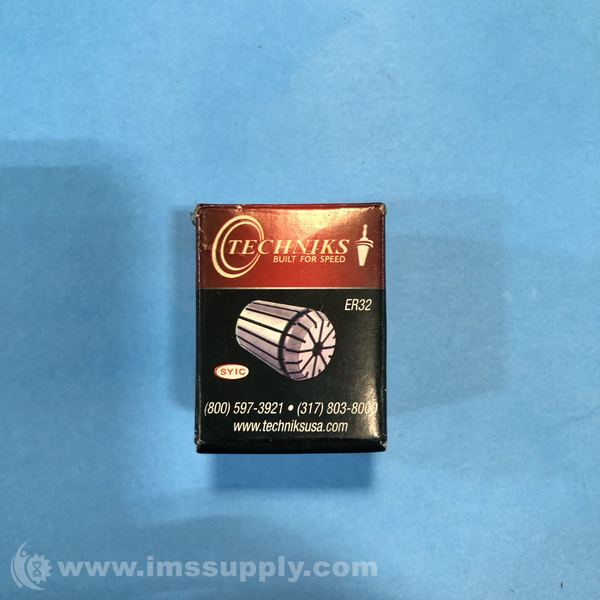 TECHNIKS
BUILT FOR SPEED
ER32
SYIC
(800) 597-3921 • (317) 803-8000
www.techniksusa.com
www.imssupply.com